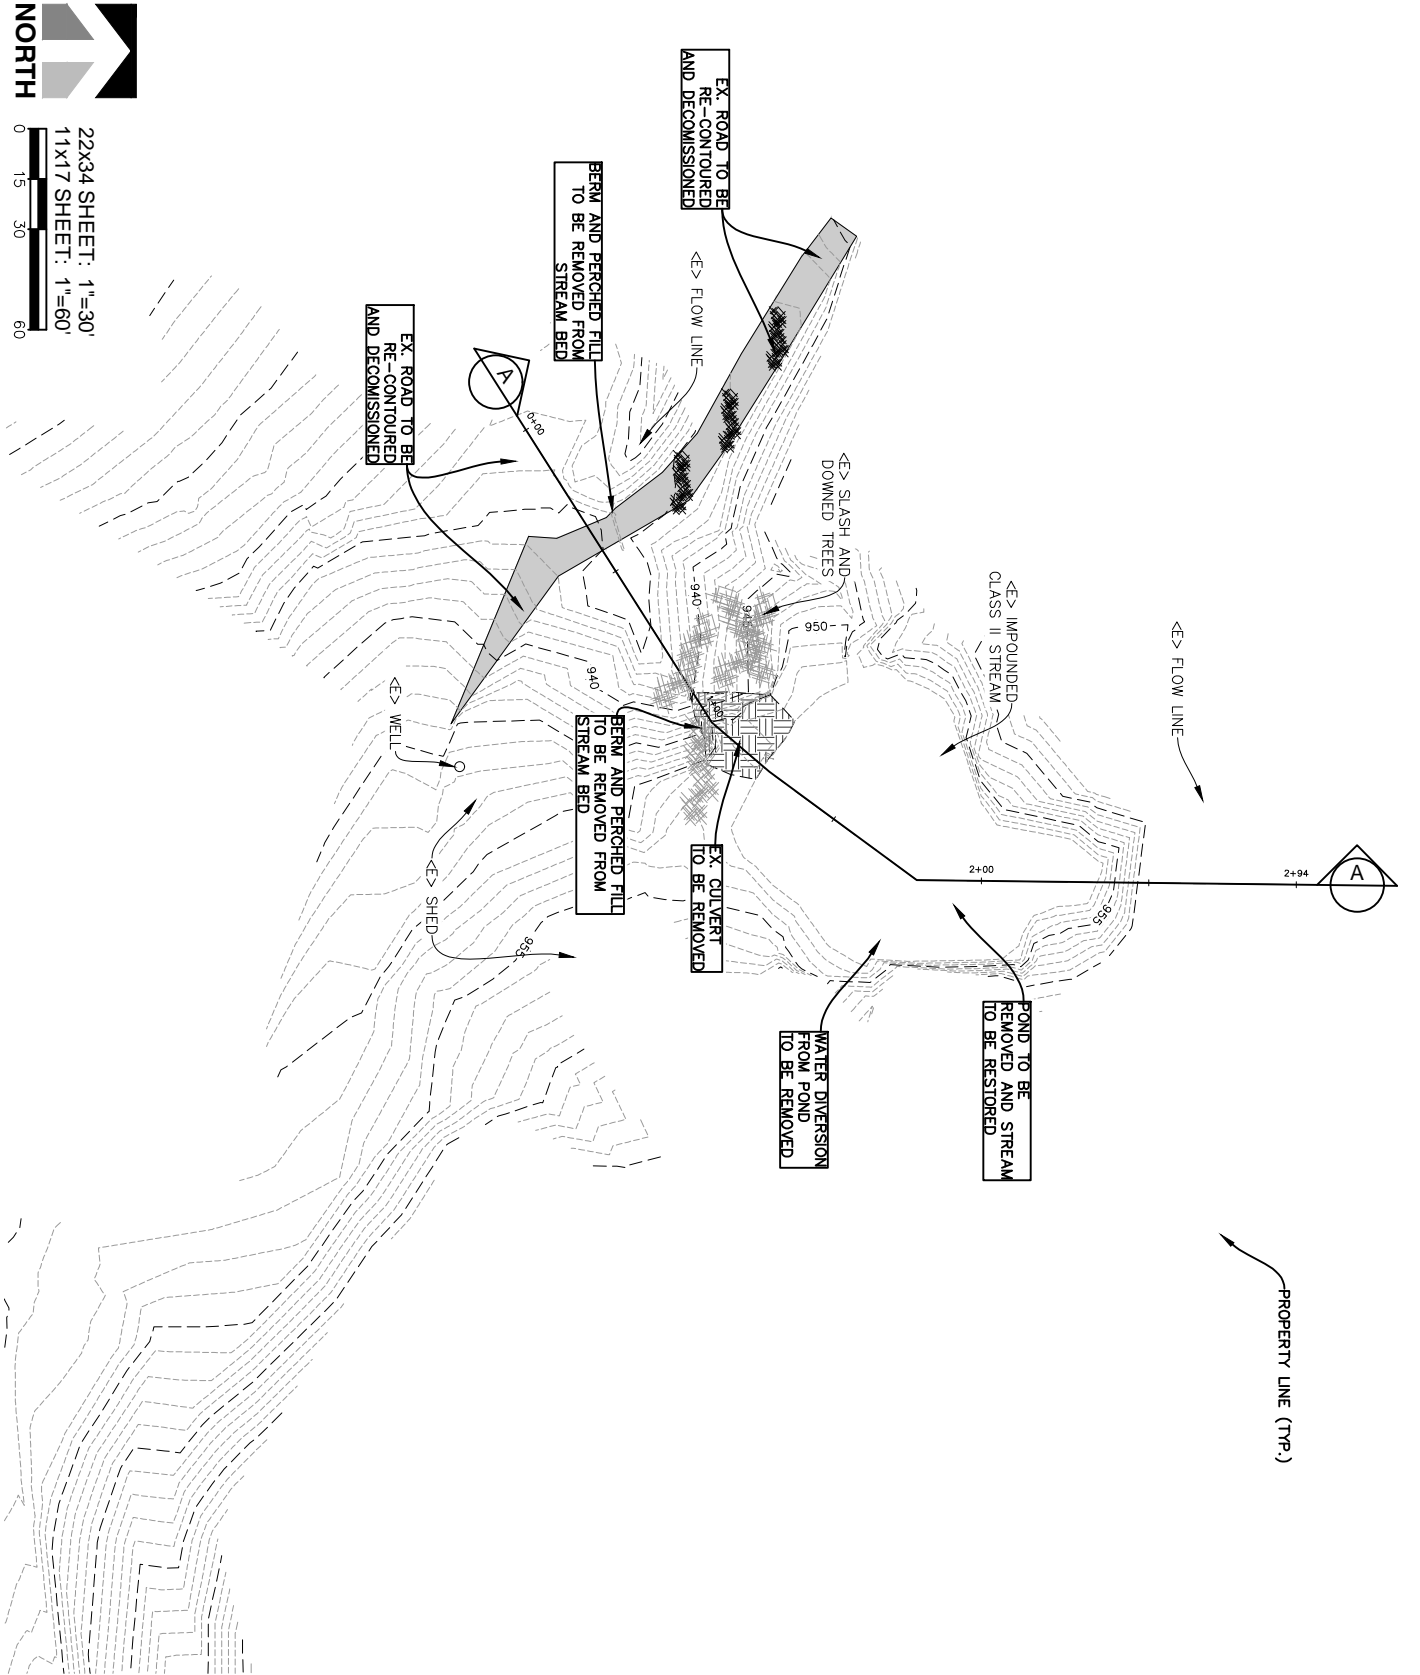 NORTH
22x34 SHEET: 1"=30'
11x17 SHEET: 1"=60'
0 15 30 60
EX. ROAD TO BE
RE-CONTOURED
AND DECOMISSIONED
BERM AND PERCHED FILL
TO BE REMOVED FROM
STREAM BED
<E> FLOW LINE
EX. ROAD TO BE
RE-CONTOURED
AND DECOMISSIONED
A
0+00
<E> SLASH AND
DOWNED TREES
<E> IMPOUNDED
CLASS II STREAM
<E> FLOW LINE
940
950
940
<E> WELL
BERM AND PERCHED FILL
TO BE REMOVED FROM
STREAM BED
EX. CULVERT
TO BE REMOVED
<E> SHED
955
2+00
2+94
A
955
WATER DIVERSION
FROM POND
TO BE REMOVED
POND TO BE
REMOVED AND STREAM
TO BE RESTORED
PROPERTY LINE (TYP.)